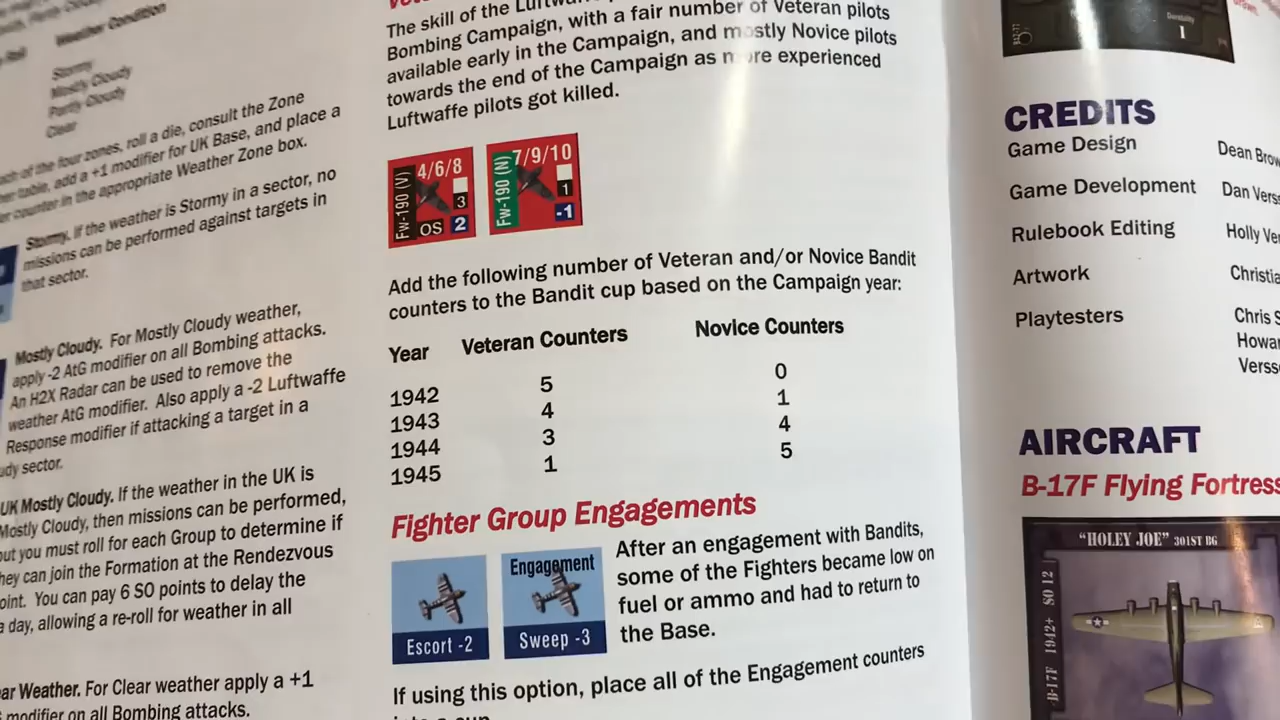 Weather Condition
Stormy
Mostly Cloudy
Partly Cloudy
Clear
of the four zones, roll a die, consult the Zone
table, add a +1 modifier for UK Base, and place a
counter in the appropriate Weather Zone box.
Stormy. If the weather is Stormy in a sector, no
missions can be performed against targets in
that sector.
Mostly Cloudy. For Mostly Cloudy weather,
apply -2 AtG modifier on all Bombing attacks.
An H2X Radar can be used to remove the
weather AtG modifier. Also apply a -2 Luftwaffe
Response modifier if attacking a target in a
sector.
UK Mostly Cloudy. If the weather in the UK is
Mostly Cloudy, then missions can be performed,
but you must roll for each Group to determine if
they can join the Formation at the Rendezvous
Point. You can pay 6 SO points to delay the
a day, allowing a re-roll for weather in all
Weather. For Clear weather apply a +1
modifier on all Bombing attacks.
The skill of the
Bombing Campaign, with a fair number of Veteran pilots
available early in the Campaign, and mostly Novice pilots
towards the end of the Campaign as more experienced
Luftwaffe pilots got killed.
Fw-190 (V) 4/6/8 3 OS 2
Fw-190 (N) 7/9/10 1 -1
Add the following number of Veteran and/or Novice Bandit
counters to the Bandit cup based on the Campaign year:
Year Veteran Counters Novice Counters
1942 5 0
1943 4 1
1944 3 4
1945 1 5
Fighter Group Engagements
Escort -2
Engagement
Sweep -3
After an engagement with Bandits,
some of the Fighters became low on
fuel or ammo and had to return to
the Base.
If using this option, place all of the Engagement counters
into a cup
1
CREDITS
Game Design Dean
Game Development Dan
Rulebook Editing Holly
Artwork
Playtesters Chris
AIRCRAFT
B-17F Flying Fortress
"HOLEY JOE" 301ST BG
B-17F 1942+ SO 12